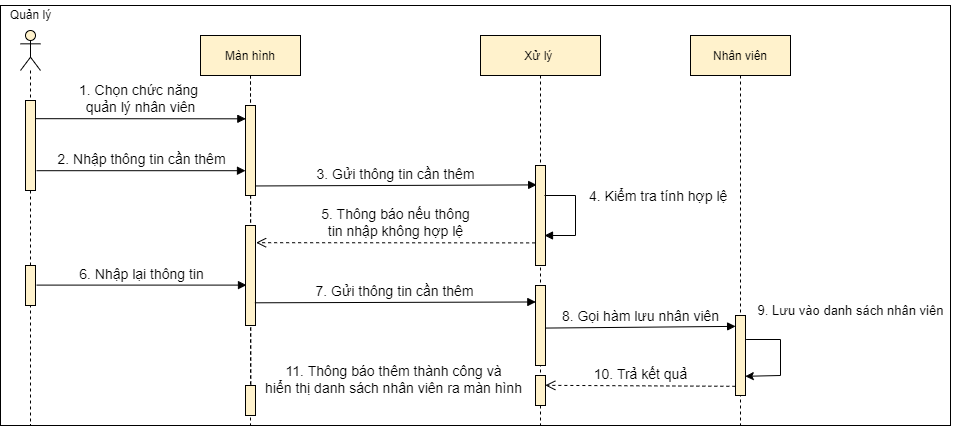 Quản lý
Màn hình
Xử lý
Nhân viên
1. Chọn chức năng
quản lý nhân viên
2. Nhập thông tin cần thêm
3. Gửi thông tin cần thêm
4. Kiểm tra tính hợp lệ
5. Thông báo nếu thông
tin nhập không hợp lệ
6. Nhập lại thông tin
7. Gửi thông tin cần thêm
8. Gọi hàm lưu nhân viên
9. Lưu vào danh sách nhân viên
10. Trả kết quả
11. Thông báo thêm thành công và
hiển thị danh sách nhân viên ra màn hình